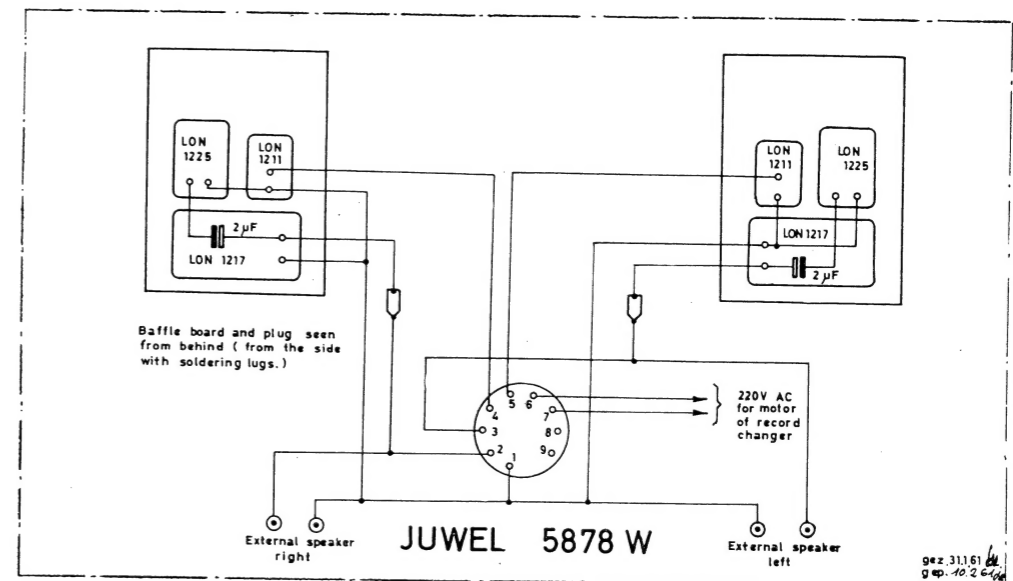 LON
1225
LON
1211
2µF
LON 1217
LON
1211
LON
1225
LON 1217
2µF
Baffle board and plug seen
from behind ( from the side
with soldering lugs.)
1
2
3
4
5
6
7
8
9
220V AC
for motor
of record
changer
External speaker
right
JUWEL 5878 W
External speaker
left
gez. 31.1.61
gep. 10.2.61